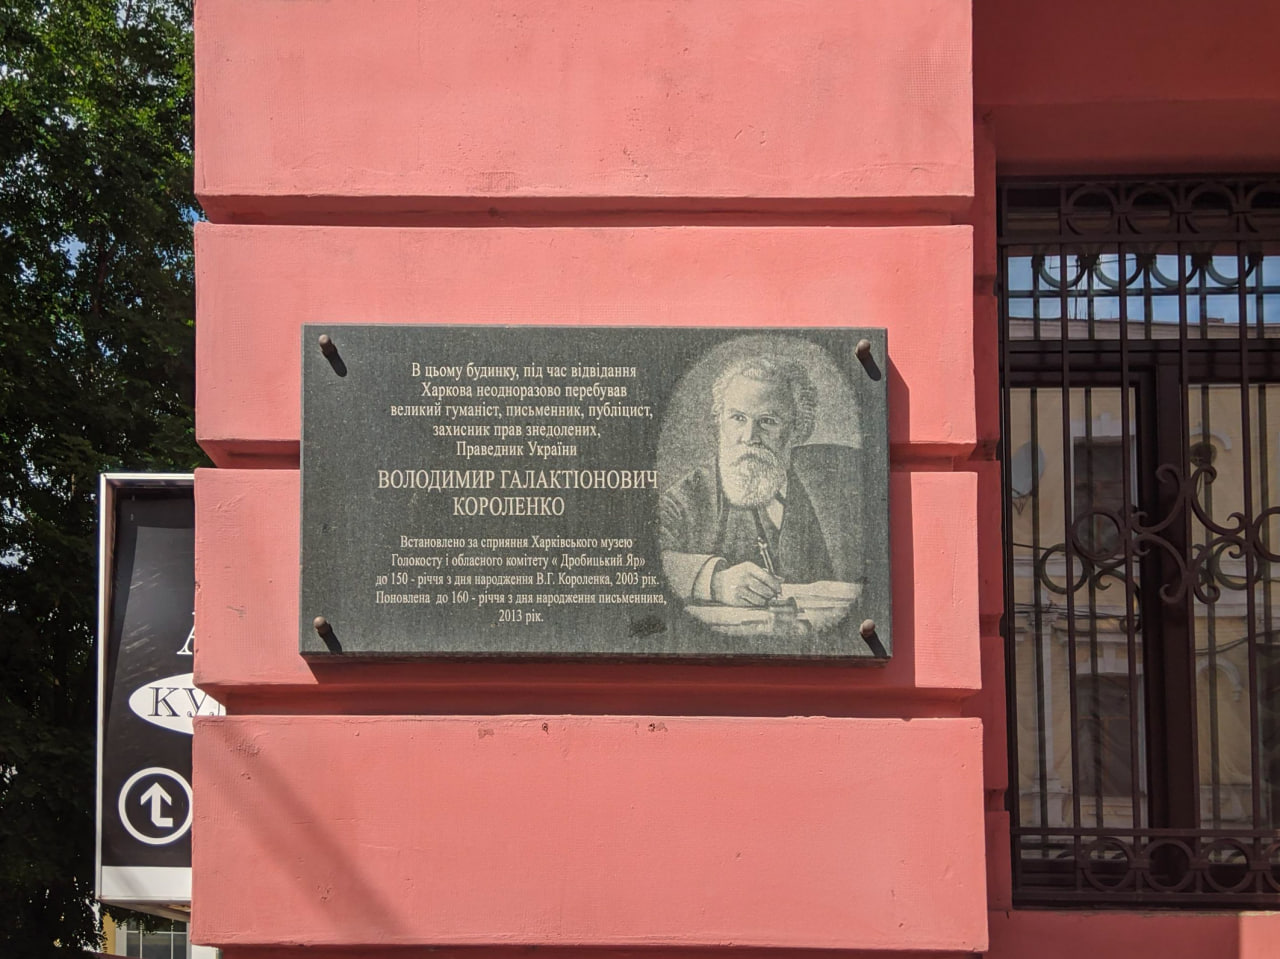 В цьому будинку, під час відвідання
Харкова неодноразово перебував
великий гуманіст, письменник, публіцист,
захисник прав знедолених,
Праведник України
ВОЛОДИМИР ГАЛАКТІОНОВИЧ
КОРОЛЕНКО
Встановлено за сприяння Харківського музею
Голокосту і обласного комітету « Дробицький Яр»
до 150 - річчя з дня народження В.Г. Короленка, 2003 рік.
Поновлена до 160 - річчя з дня народження письменника,
2013 рік.